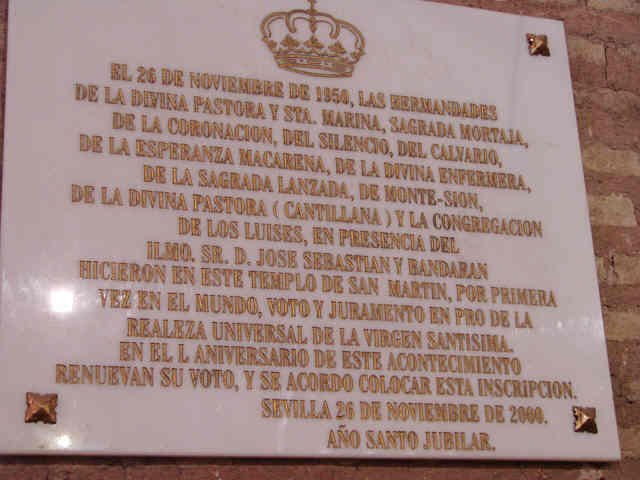 EL 26 DE NOVIEMBRE DE 1950, LAS HERMANDADES
DE LA DIVINA PASTORA Y STA. MARINA, SAGRADA MORTAJA,
DE LA CORONACION, DEL SILENCIO, DEL CALVARIO,
DE LA ESPERANZA MACARENA, DE LA DIVINA ENFERMERA,
DE LA SAGRADA LANZADA, DE MONTE-SION,
DE LA DIVINA PASTORA ( CANTILLANA ) Y LA CONGREGACION
DE LOS LUISES, EN PRESENCIA DEL
ILMO. SR. D. JOSE SEBASTIAN Y BANDARAN
HICIERON EN ESTE TEMPLO DE SAN MARTIN, POR PRIMERA
VEZ EN EL MUNDO, VOTO Y JURAMENTO EN PRO DE LA
REALEZA UNIVERSAL DE LA VIRGEN SANTISIMA.
EN EL L ANIVERSARIO DE ESTE ACONTECIMIENTO
RENUEVAN SU VOTO, Y SE ACORDO COLOCAR ESTA INSCRIPCION.
SEVILLA 26 DE NOVIEMBRE DE 2000.
AÑO SANTO JUBILAR.